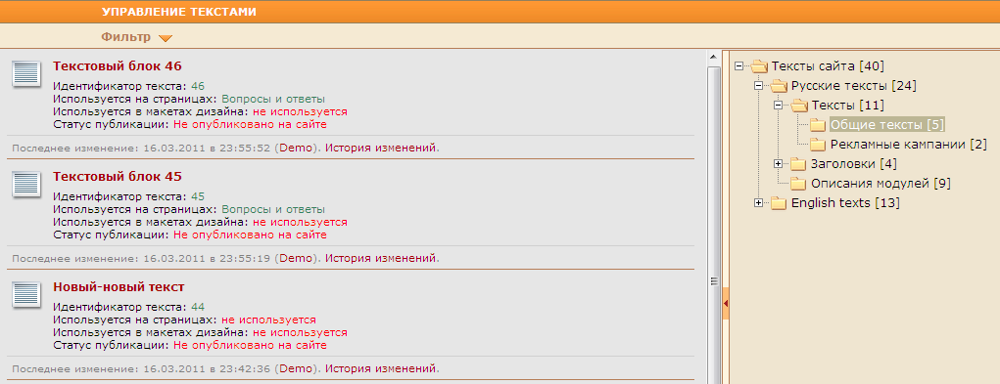 УПРАВЛЕНИЕ ТЕКСТАМИ
Фильтр
Текстовый блок 46
Идентификатор текста: 46
Используется на страницах: Вопросы и ответы
Используется в макетах дизайна: не используется
Статус публикации: Не опубликовано на сайте
Последнее изменение: 16.03.2011 в 23:55:52 (Demo). История изменений.
Текстовый блок 45
Идентификатор текста: 45
Используется на страницах: Вопросы и ответы
Используется в макетах дизайна: не используется
Статус публикации: Не опубликовано на сайте
Последнее изменение: 16.03.2011 в 23:55:19 (Demo). История изменений.
Новый-новый текст
Идентификатор текста: 44
Используется на страницах: не используется
Используется в макетах дизайна: не используется
Статус публикации: Не опубликовано на сайте
Последнее изменение: 16.03.2011 в 23:42:36 (Demo). История изменений.
Тексты сайта [40]
Русские тексты [24]
Тексты [11]
Общие тексты [5]
Рекламные кампании [2]
Заголовки [4]
Описания модулей [9]
English texts [13]